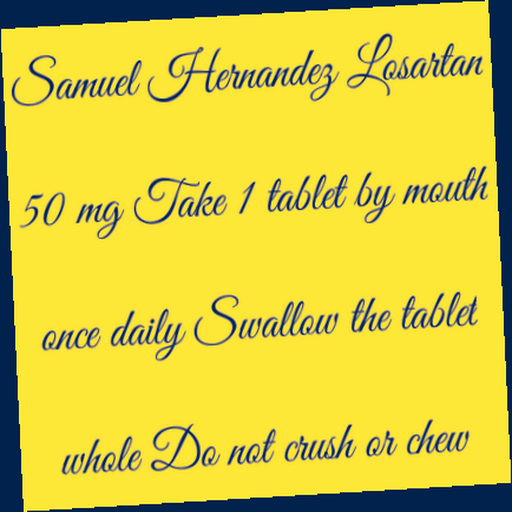 Samuel Hernandez Losartan
50 mg Take 1 tablet by mouth
once daily Swallow the tablet
whole Do not crush or chew